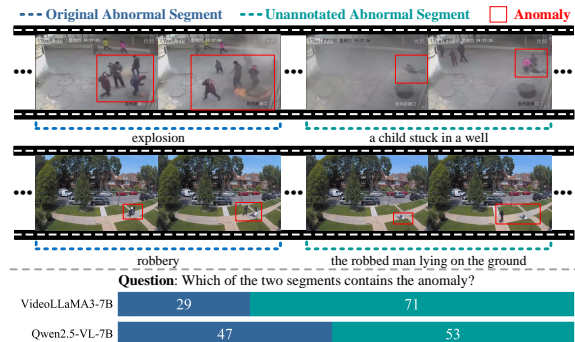 Original Abnormal Segment Unannotated Abnormal Segment Anomaly
explosion a child stuck in a well
robbery the robbed man lying on the ground
Question: Which of the two segments contains the anomaly?
VideoLLaMA3-7B 29 71
Qwen2.5-VL-7B 47 53